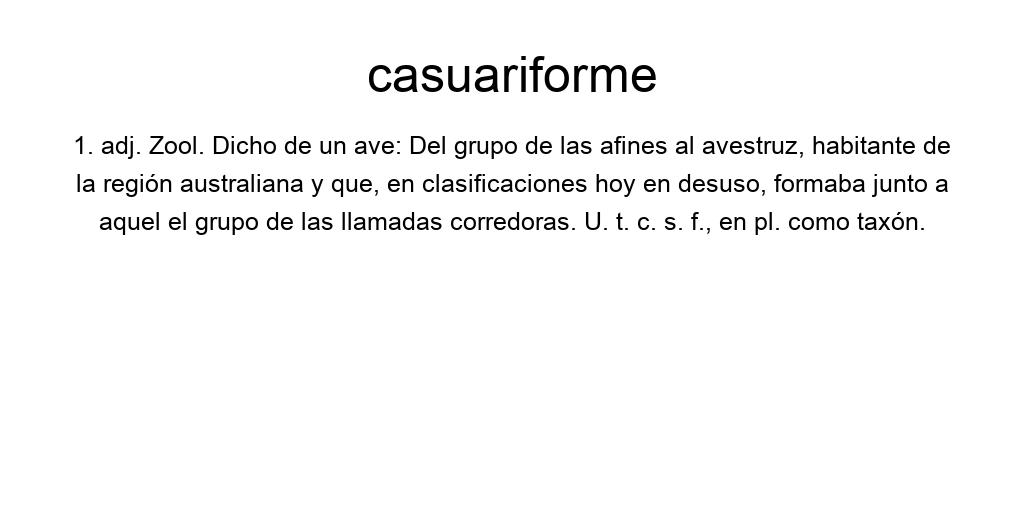 casuariforme
1. adj. Zool. Dicho de un ave: Del grupo de las afines al avestruz, habitante de
la región australiana y que, en clasificaciones hoy en desuso, formaba junto a
aquel el grupo de las llamadas corredoras. U. t. c. s. f., en pl. como taxón.